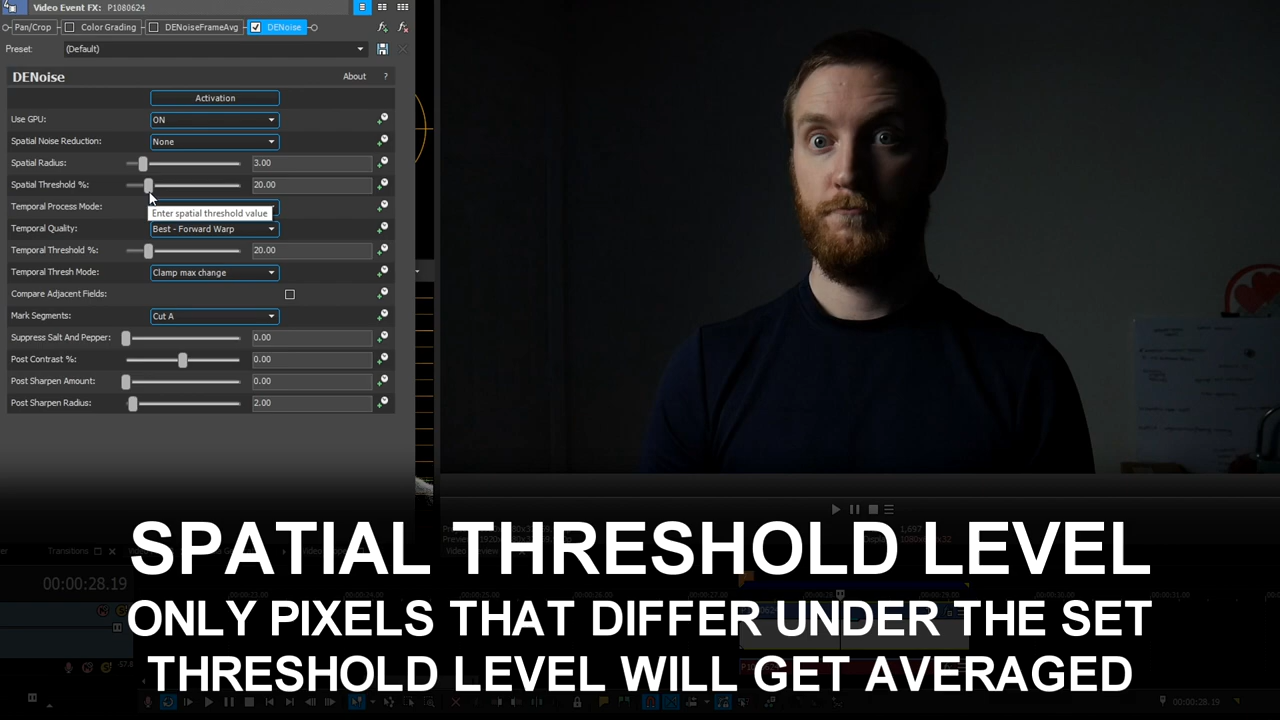 Video Event FX: P1080624
Pan/Crop Color Grading DENoiseFrameAvg DENoise
Preset: (Default)
DENoise About ?
Activation
Use GPU: ON
Spatial Noise Reduction: None
Spatial Radius: 3.00
Spatial Threshold %: 20.00
Temporal Process Mode:
Enter spatial threshold value
Temporal Quality: Best - Forward Warp
Temporal Threshold %: 20.00
Temporal Thresh Mode: Clamp max change
Compare Adjacent Fields:
Mark Segments: Cut A
Suppress Salt And Pepper: 0.00
Post Contrast %: 0.00
Post Sharpen Amount: 0.00
Post Sharpen Radius: 2.00
SPATIAL THRESHOLD LEVEL
Transitions
00:00:28.19
ONLY PIXELS THAT DIFFER UNDER THE SET
THRESHOLD LEVEL WILL GET AVERAGED
00:00:28.19